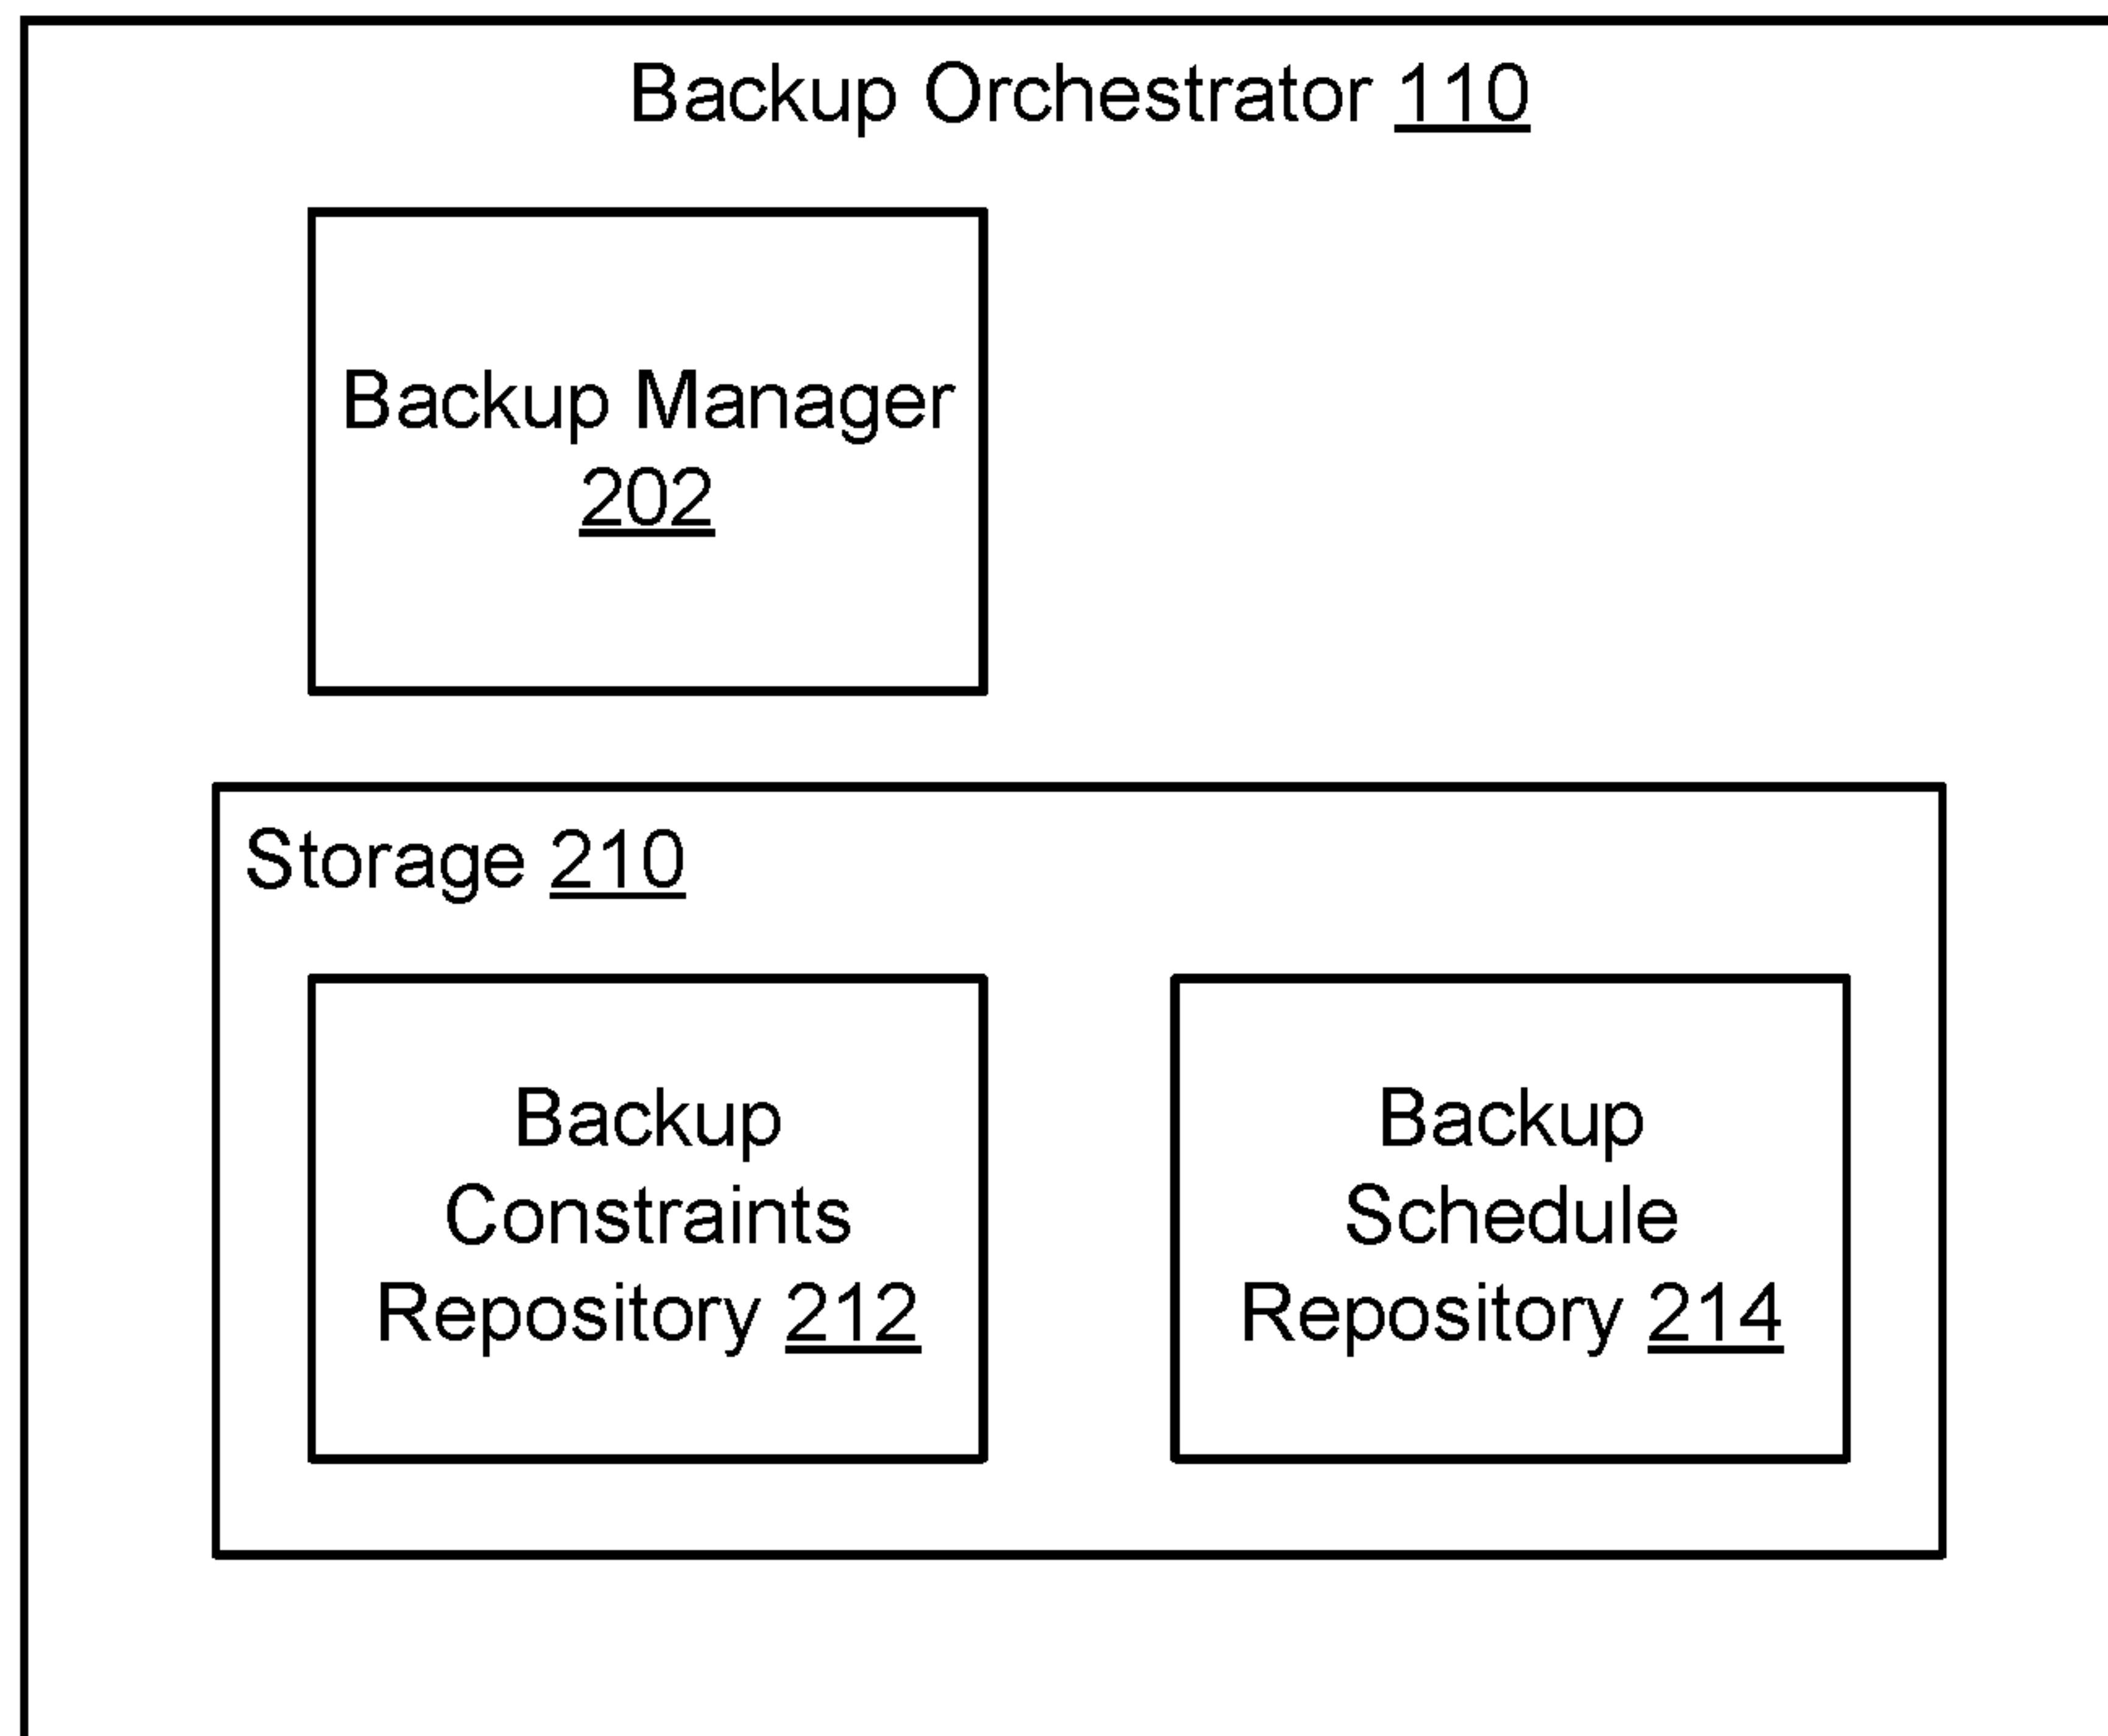 Backup Orchestrator 110
Backup Manager
202
Storage 210
Backup
Constraints
Repository 212
Backup
Schedule
Repository 214